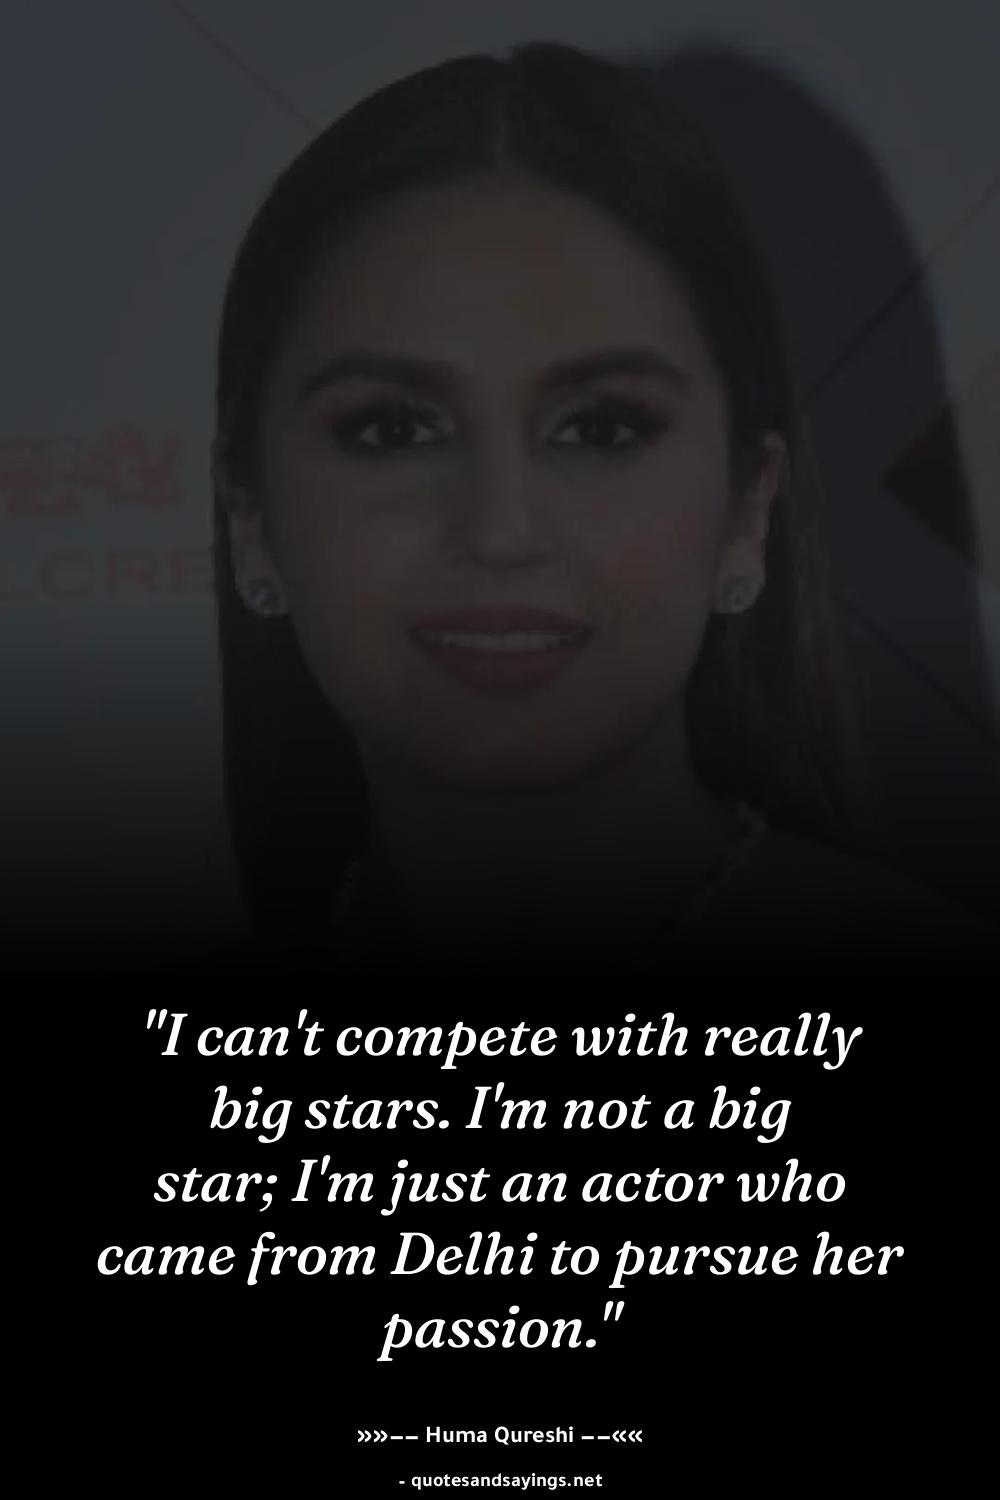 LCRE
"I can't compete with really
big stars. I'm not a big
star; I'm just an actor who
came from Delhi to pursue her
passion."
»»−− Huma Qureshi −−««
- quotesandsayings.net